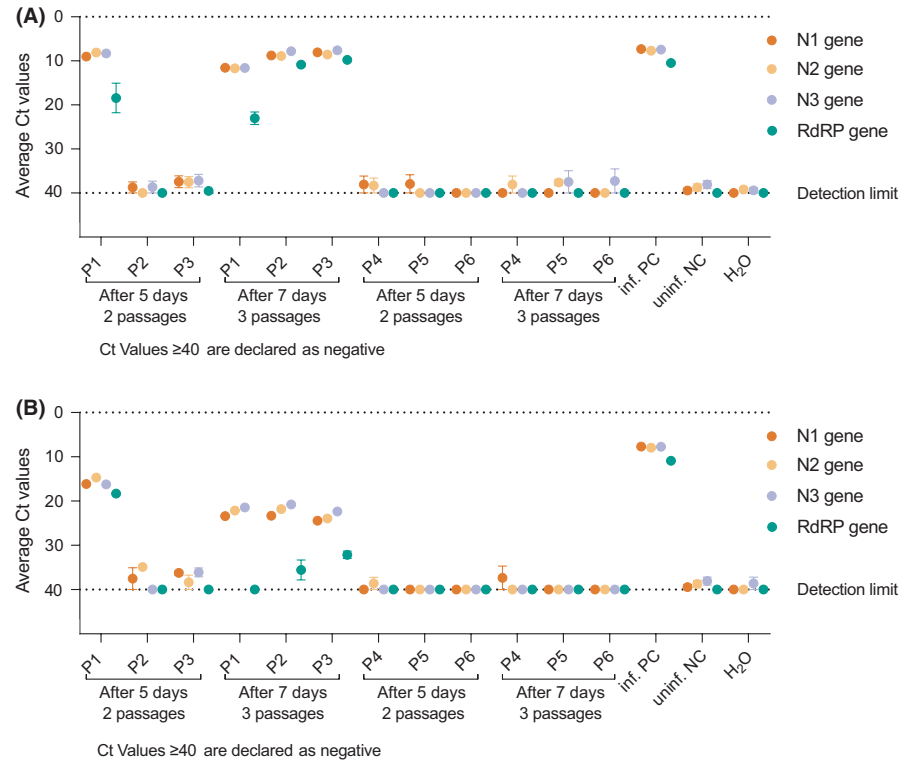 (A)
Average Ct values
0
10
20
30
40
N1 gene
N2 gene
N3 gene
RdRP gene
Detection limit
P1 P2 P3 P1 P2 P3 P4 P5 P6 P4 P5 P6 inf. PC uninf. NC H₂O
After 5 days After 7 days After 5 days After 7 days
2 passages 3 passages 2 passages 3 passages
Ct Values ≥40 are declared as negative
(B)
Average Ct values
0
10
20
30
40
N1 gene
N2 gene
N3 gene
RdRP gene
Detection limit
P1 P2 P3 P1 P2 P3 P4 P5 P6 P4 P5 P6 inf. PC uninf. NC H₂O
After 5 days After 7 days After 5 days After 7 days
2 passages 3 passages 2 passages 3 passages
Ct Values ≥40 are declared as negative